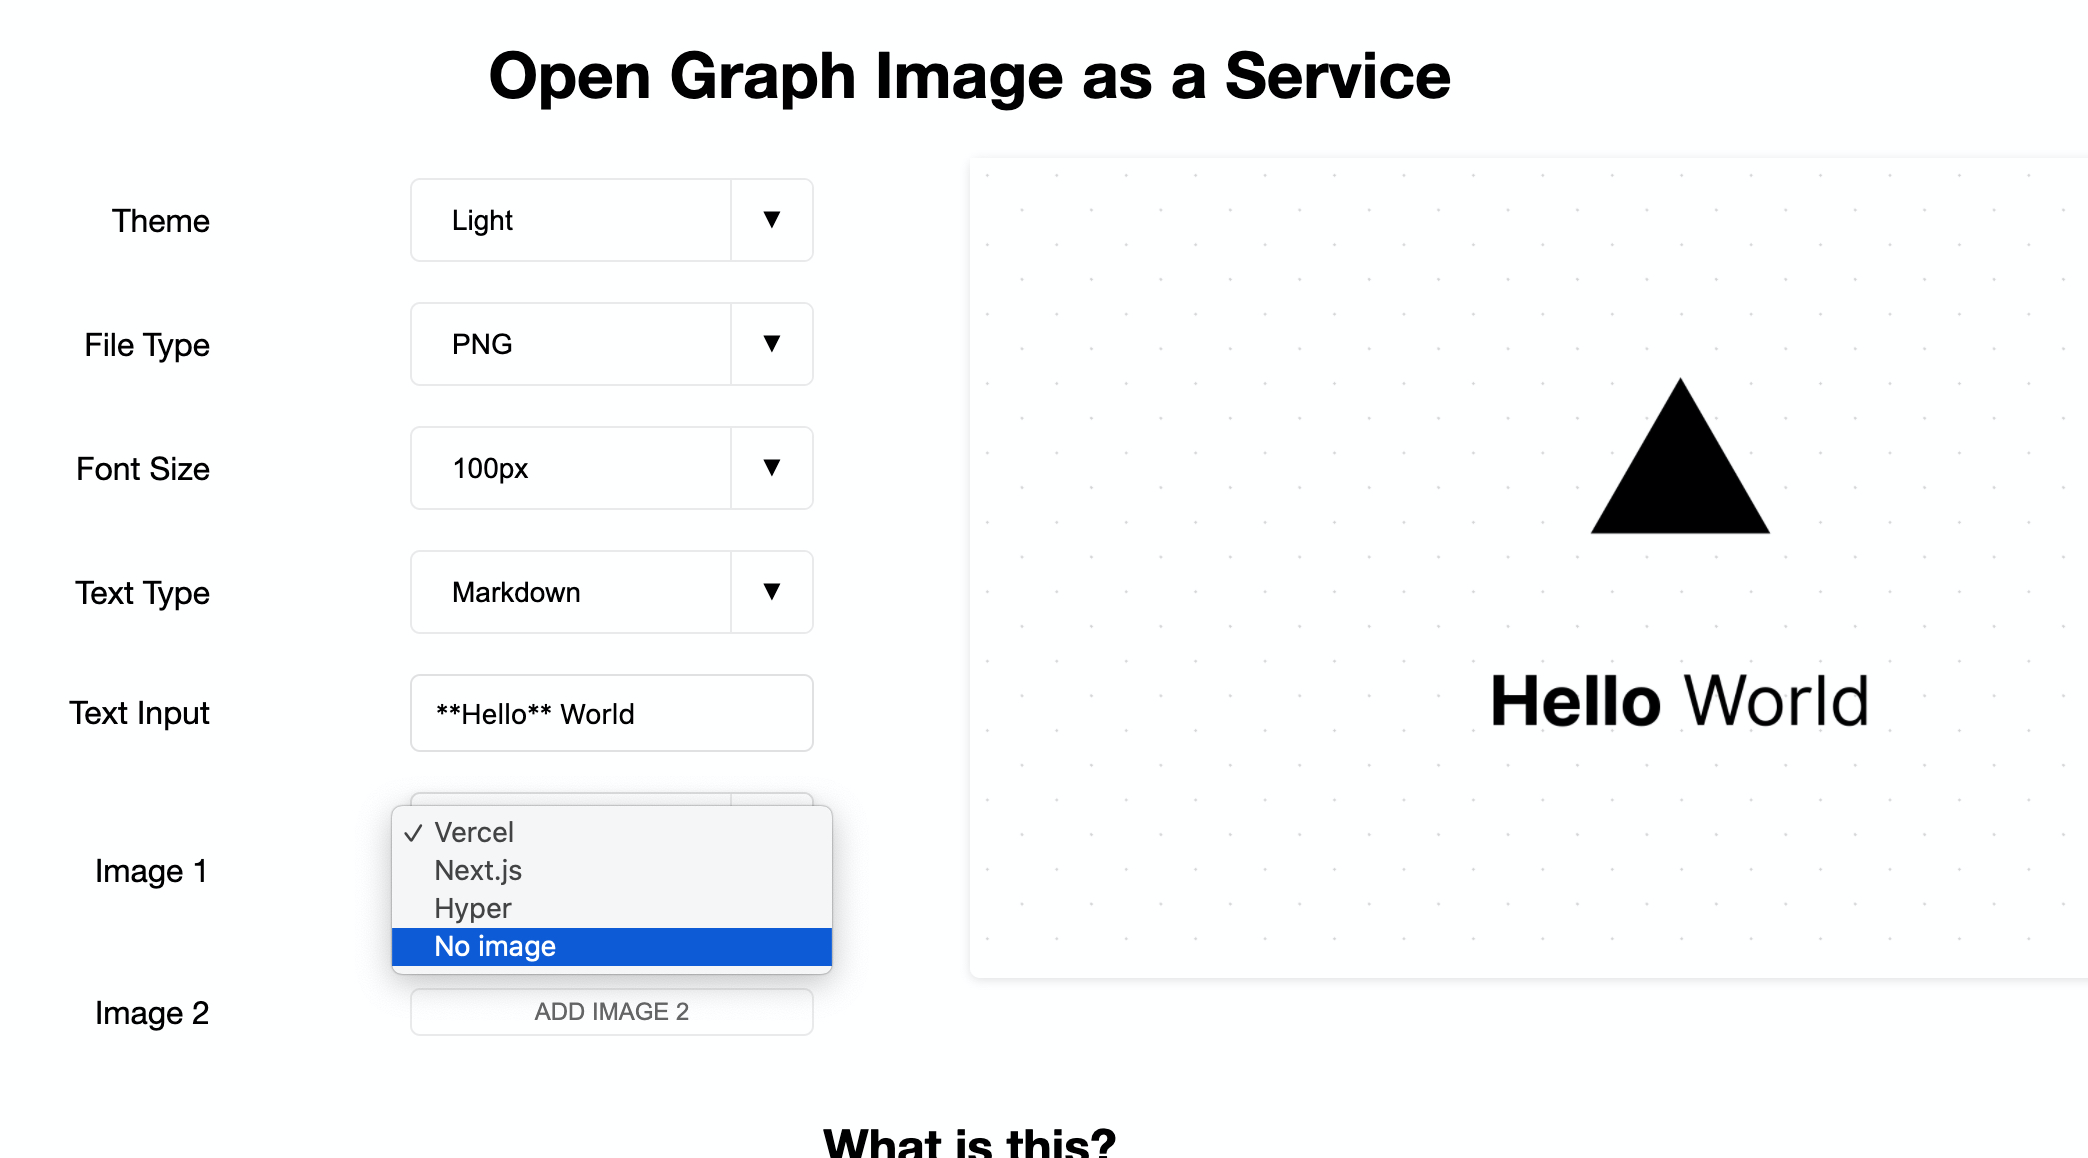 Open Graph Image as a Service
Theme
Light
▼
File Type
PNG
▼
Font Size
100px
▼
Text Type
Markdown
▼
Text Input
**Hello** World
Image 1
✓ Vercel
Next.js
Hyper
No image
Image 2
ADD IMAGE 2
Hello World
What is this?